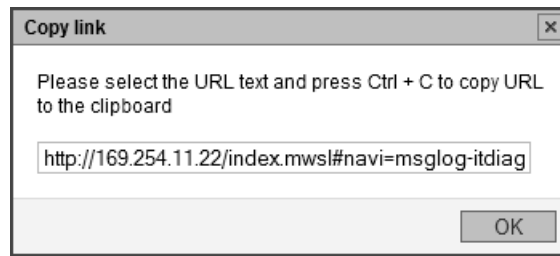 Copy link
Please select the URL text and press Ctrl + C to copy URL
to the clipboard
http://169.254.11.22/index.mwsl#navi=msglog-itdiag
OK